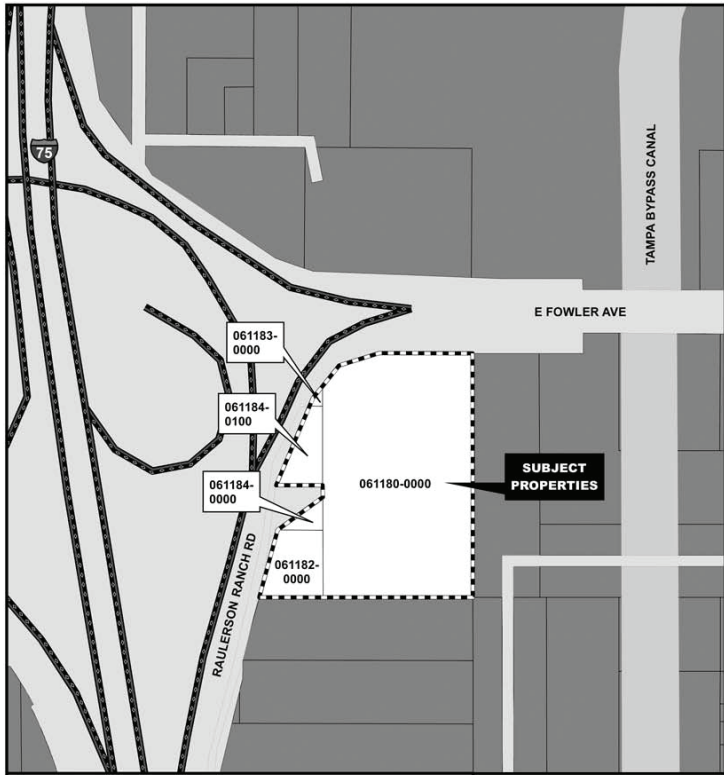 75
TAMPA BYPASS CANAL
E FOWLER AVE
061183-
0000
061184-
0100
061184-
0000
061180-0000
SUBJECT
PROPERTIES
061182-
0000
RAULERSON RANCH RD